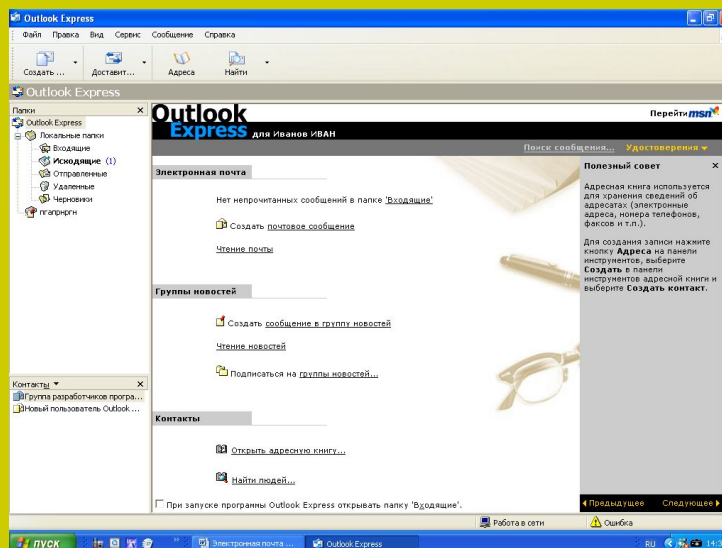 Outlook Express
Файл Правка Вид Сервис Сообщение Справка
Создать ... Доставит... Адреса Найти
Outlook Express
Папки
Outlook Express
Локальные папки
Входящие
Исходящие (1)
Отправленные
Удаленные
Черновики
пгапрнргн
Контакты
Группа разработчиков програ...
Новый пользователь Outlook ...
Outlook
Express для Иванов ИВАН
Перейти msn
Поиск сообщения... Удостоверения
Электронная почта
Нет непрочитанных сообщений в папке 'Входящие'
Создать почтовое сообщение
Чтение почты
Группы новостей
Создать сообщение в группу новостей
Чтение новостей
Подписаться на группы новостей...
Контакты
Открыть адресную книгу...
Найти людей...
При запуске программы Outlook Express открывать папку 'Входящие'.
Полезный совет
Адресная книга используется
для хранения сведений об
адресатах (электронные
адреса, номера телефонов,
факсов и т.п.).
Для создания записи нажмите
кнопку Адреса на панели
инструментов, выберите
Создать в панели
инструментов адресной книги и
выберите Создать контакт.
Предыдущее Следующее
Работа в сети Ошибка
пуск Электронная почта ... Outlook Express RU